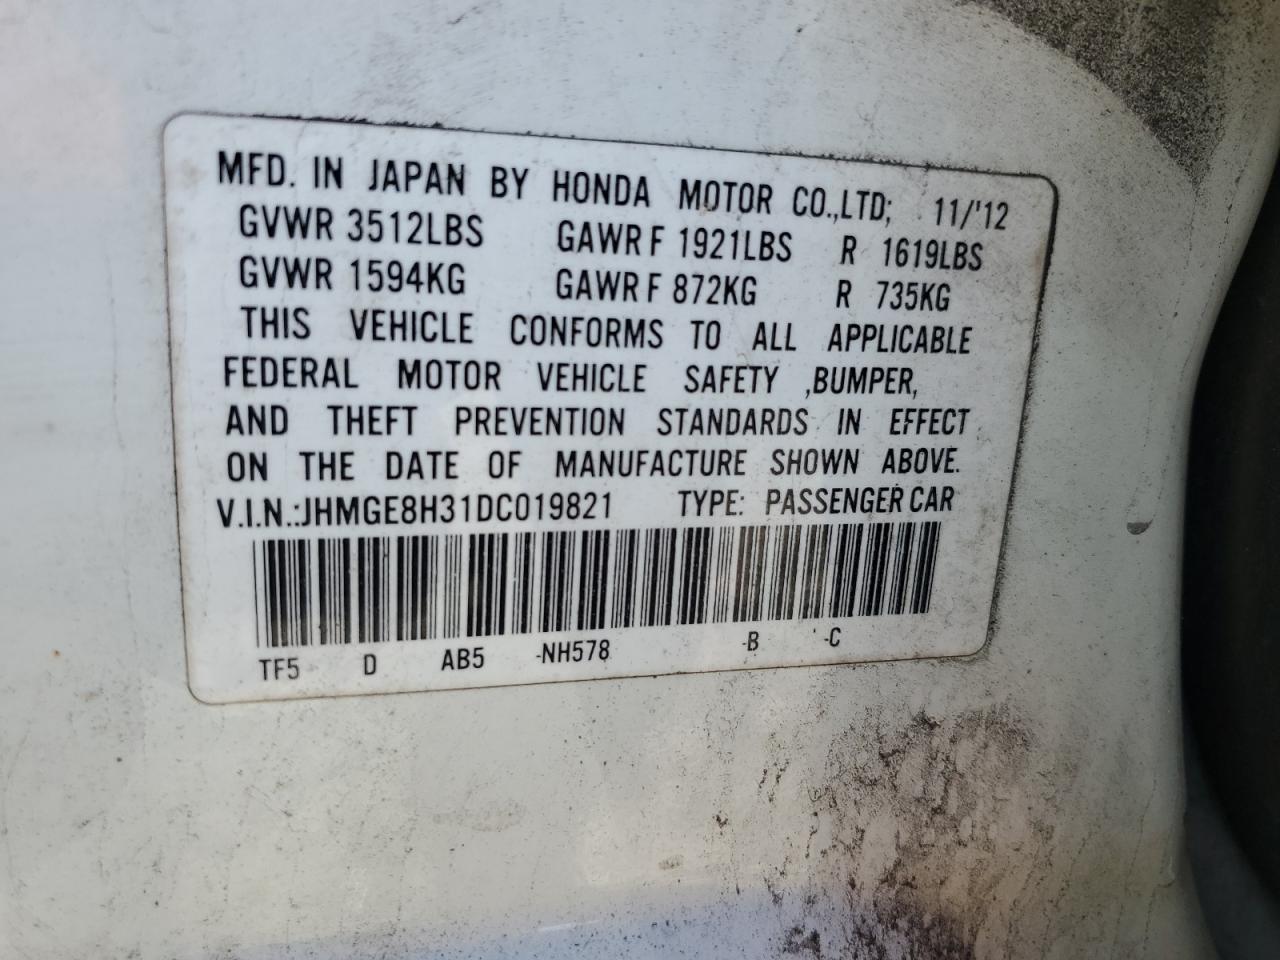 MFD. IN JAPAN BY HONDA MOTOR CO.,LTD; 11/'12
GVWR 3512LBS GAWR F 1921LBS R 1619LBS
GVWR 1594KG GAWR F 872KG R 735KG
THIS VEHICLE CONFORMS TO ALL APPLICABLE
FEDERAL MOTOR VEHICLE SAFETY ,BUMPER,
AND THEFT PREVENTION STANDARDS IN EFFECT
ON THE DATE OF MANUFACTURE SHOWN ABOVE.
V.I.N.:JHMGE8H31DC019821 TYPE: PASSENGER CAR
TF5 D AB5 -NH578 -B -C